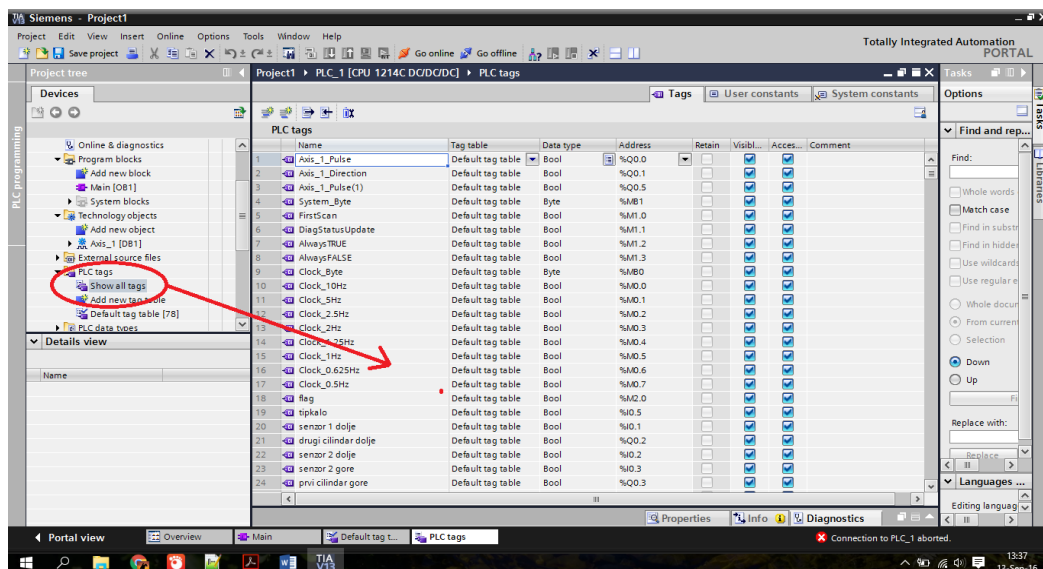 Siemens - Project1
Project Edit View Insert Online Options Tools Window Help
Totally Integrated Automation
PORTAL
Save project Go online Go offline
Project tree
Project1 PLC_1 [CPU 1214C DC/DC/DC] PLC tags
Tasks
Devices
Tags User constants System constants
Options
PLC programming
Tasks
Libraries
PLC tags
Find and rep...
Name Tag table Data type Address Retain Visibl... Acces... Comment
Online & diagnostics
Program blocks
Add new block
Main [OB1]
System blocks
Technology objects
Add new object
Axis_1 [DB1]
External source files
PLC tags
Show all tags
Add new tag table
Default tag table [78]
PLC data types
Details view
Name
1 Axis_1_Pulse Default tag table Bool %Q0.0
2 Axis_1_Direction Default tag table Bool %Q0.1
3 Axis_1_Pulse(1) Default tag table Bool %Q0.5
4 System_Byte Default tag table Byte %MB1
5 FirstScan Default tag table Bool %M1.0
6 DiagStatusUpdate Default tag table Bool %M1.1
7 AlwaysTRUE Default tag table Bool %M1.2
8 AlwaysFALSE Default tag table Bool %M1.3
9 Clock_Byte Default tag table Byte %MB0
10 Clock_10Hz Default tag table Bool %M0.0
11 Clock_5Hz Default tag table Bool %M0.1
12 Clock_2.5Hz Default tag table Bool %M0.2
13 Clock_2Hz Default tag table Bool %M0.3
14 Clock_1.25Hz Default tag table Bool %M0.4
15 Clock_1Hz Default tag table Bool %M0.5
16 Clock_0.625Hz Default tag table Bool %M0.6
17 Clock_0.5Hz Default tag table Bool %M0.7
18 flag Default tag table Bool %M2.0
19 tipkalo Default tag table Bool %I0.5
20 senzor 1 dolje Default tag table Bool %I0.1
21 drugi cilindar dolje Default tag table Bool %Q0.2
22 senzor 2 dolje Default tag table Bool %I0.2
23 senzor 2 gore Default tag table Bool %I0.3
24 prvi cilindar gore Default tag table Bool %Q0.3
Find:
Whole words
Match case
Find in substr
Find in hidden
Use wildcards
Use regular e
Whole docur
From current
Selection
Down
Up
Fi
Replace with:
Replace
Languages ...
Editing languag
Properties Info Diagnostics
Portal view Overview Main Default tag t... PLC tags
Connection to PLC_1 aborted.
TIA
V13
13:37
12-Sep-16